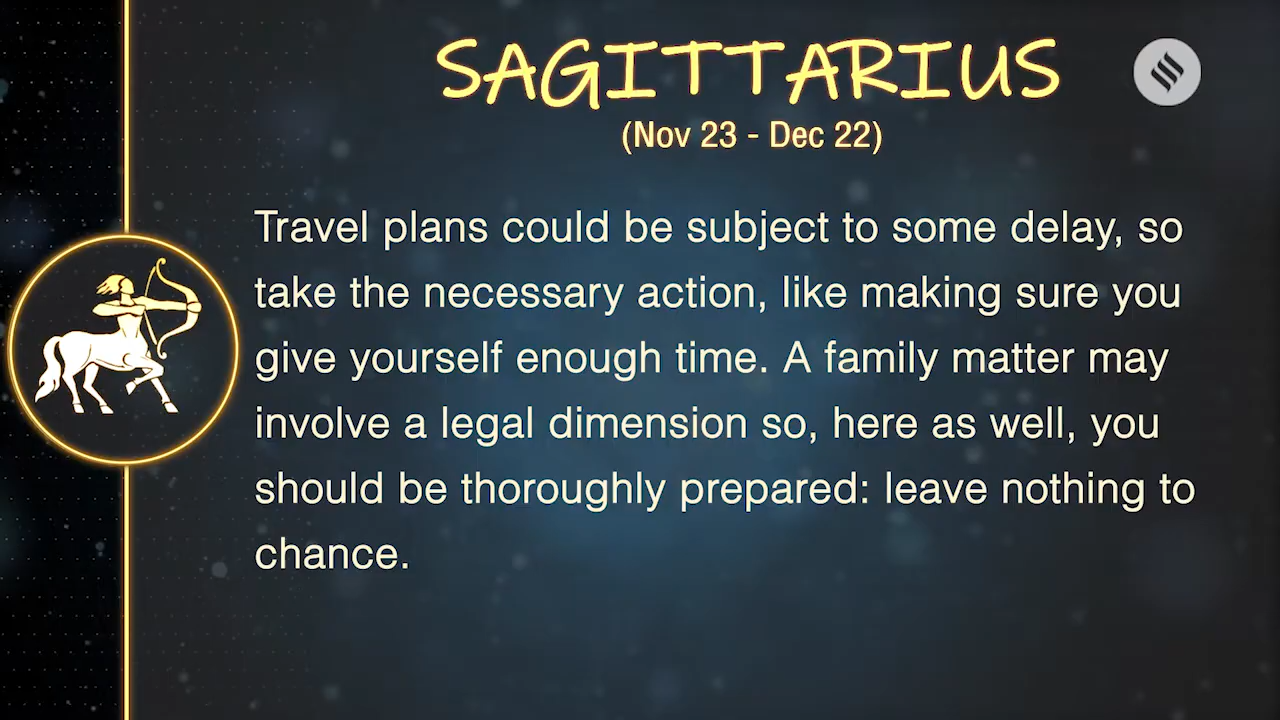 SAGITTARIUS
(Nov 23 - Dec 22)
Travel plans could be subject to some delay, so
take the necessary action, like making sure you
give yourself enough time. A family matter may
involve a legal dimension so, here as well, you
should be thoroughly prepared: leave nothing to
chance.